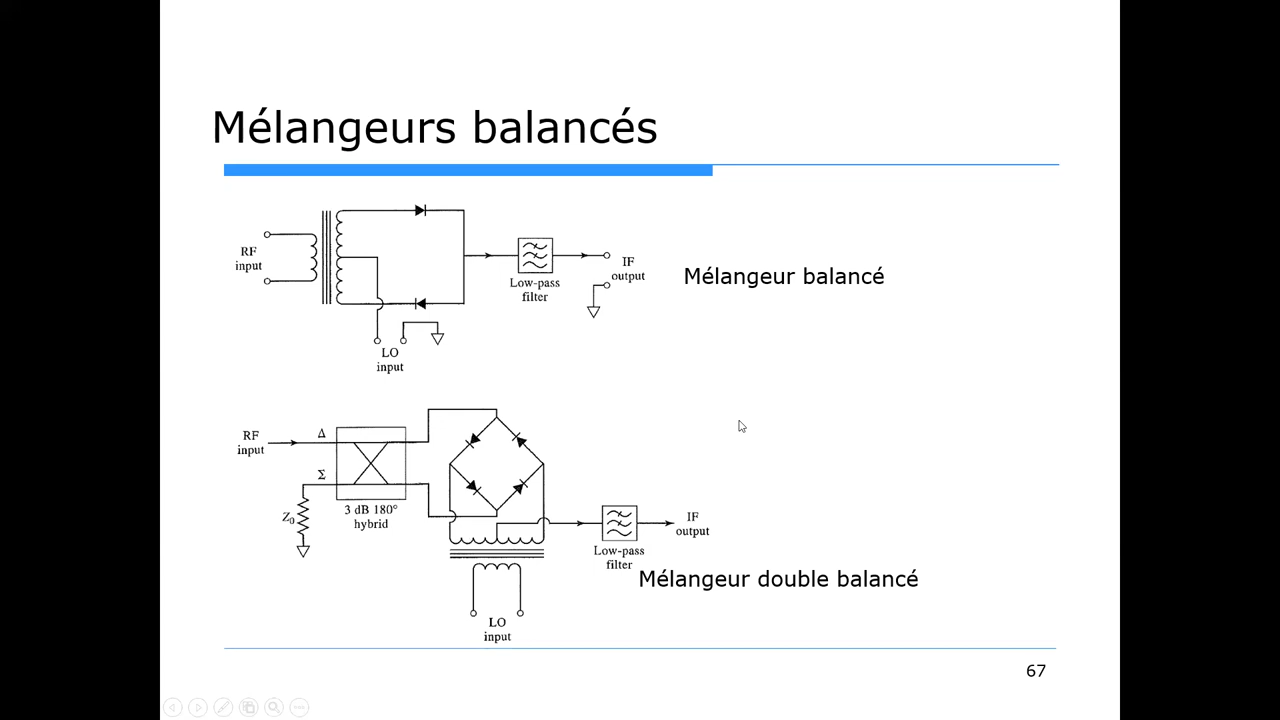 Mélangeurs balancés
RF
input
IF
output
Low-pass
filter
LO
input
Mélangeur balancé
RF
input
Δ
Σ
Z₀
3 dB 180°
hybrid
IF
output
Low-pass
filter
Mélangeur double balancé
LO
input
67